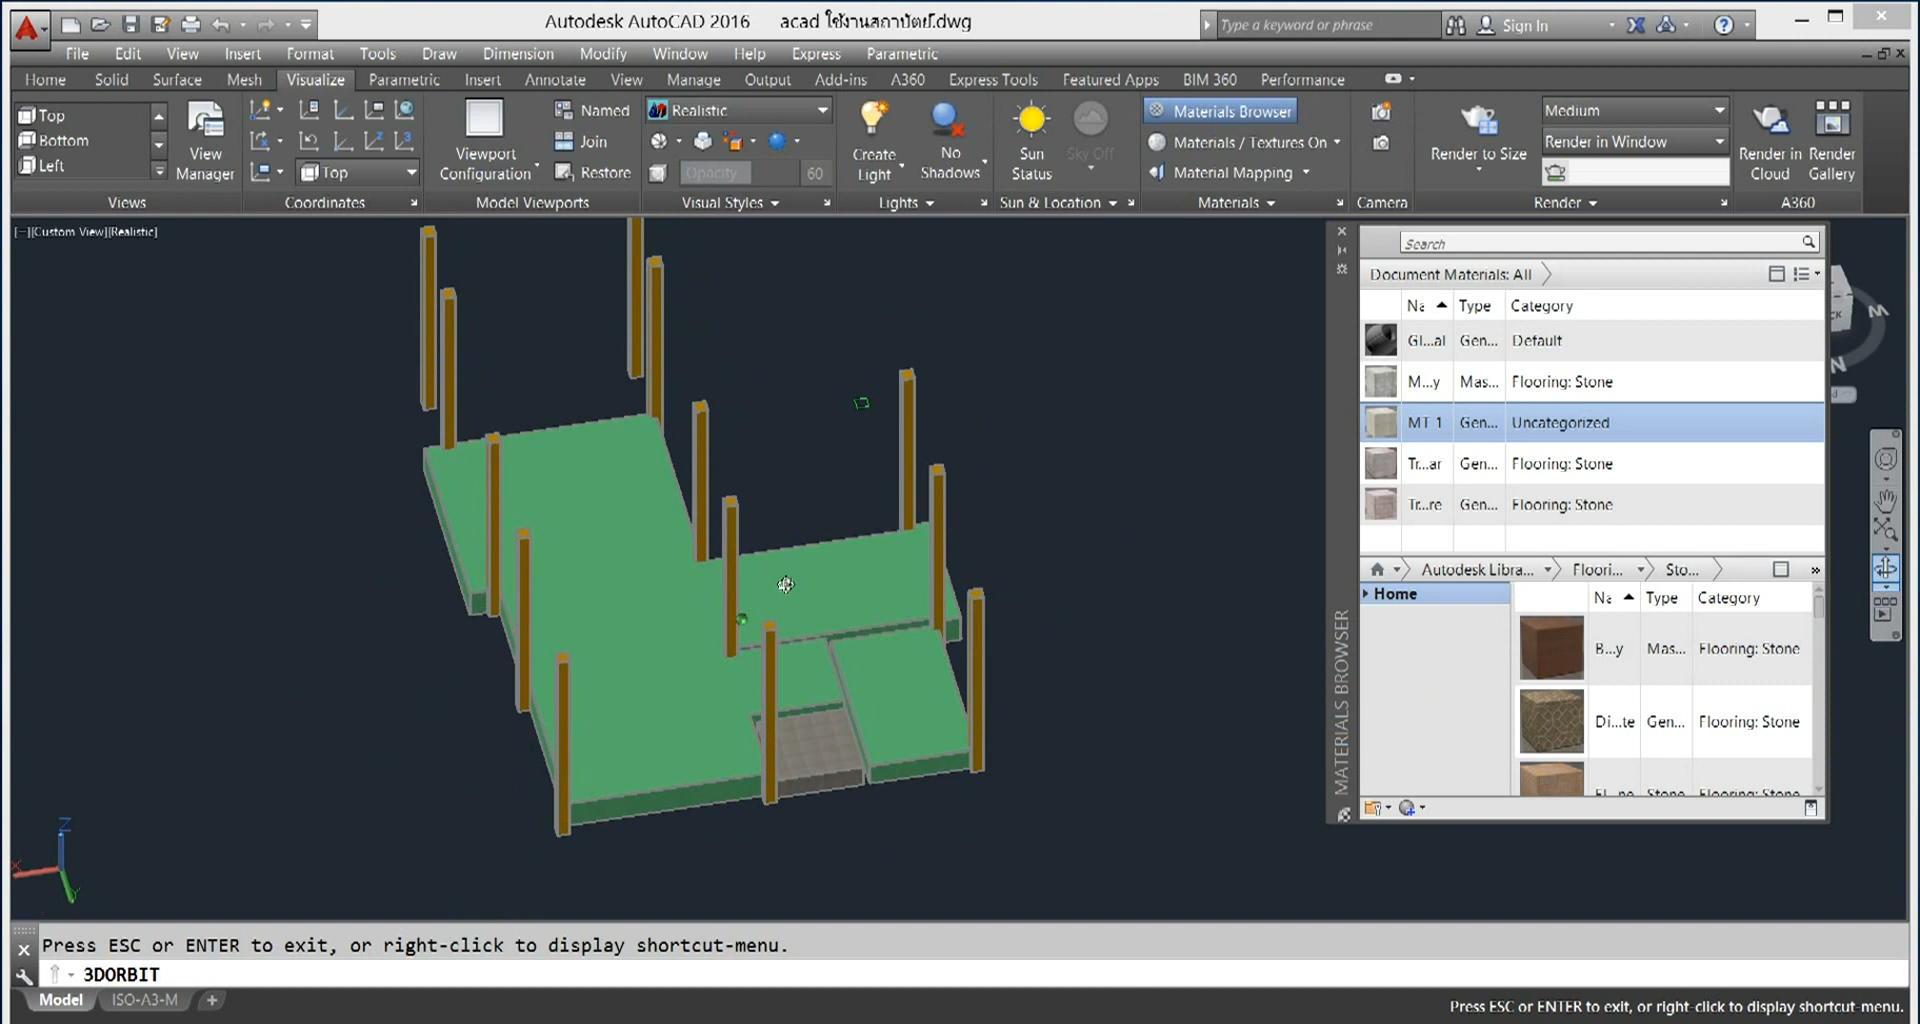 Autodesk AutoCAD 2016 acad ใช้งานสถาปัตย์.dwg
Type a keyword or phrase
Sign In
File Edit View Insert Format Tools Draw Dimension Modify Window Help Express Parametric
Home Solid Surface Mesh Visualize Parametric Insert Annotate View Manage Output Add-ins A360 Express Tools Featured Apps BIM 360 Performance
Top
Bottom
Left
View
Manager
Top
Viewport
Configuration
Named
Join
Restore
Realistic
Opacity 60
Create
Light
No
Shadows
Sun
Status
Sky Off
Materials Browser
Materials / Textures On
Material Mapping
Render to Size
Medium
Render in Window
Render in
Cloud
Render
Gallery
Views Coordinates Model Viewports Visual Styles Lights Sun & Location Materials Camera Render A360
[−][Custom View][Realistic]
Search
Document Materials: All
Na Type Category
Gl...al Gen... Default
M...y Mas... Flooring: Stone
MT 1 Gen... Uncategorized
Tr...ar Gen... Flooring: Stone
Tr...re Gen... Flooring: Stone
Autodesk Libra... Floori... Sto...
Home
Na Type Category
B...y Mas... Flooring: Stone
Di...te Gen... Flooring: Stone
Stone Flooring: Stone
MATERIALS BROWSER
N
Z
X
Y
Press ESC or ENTER to exit, or right-click to display shortcut-menu.
3DORBIT
Model ISO-A3-M +
Press ESC or ENTER to exit, or right-click to display shortcut-menu.